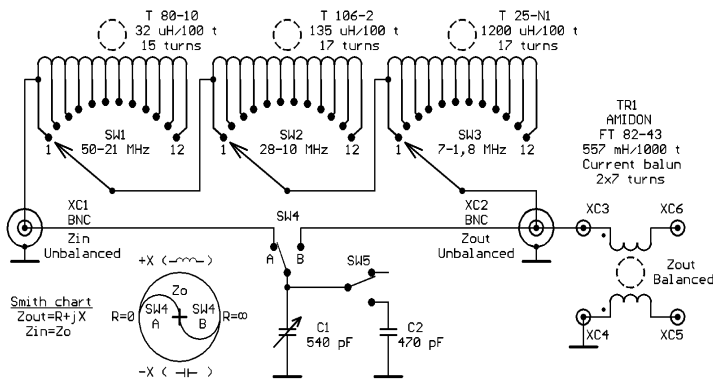 T 80-10
32 uH/100 t
15 turns
T 106-2
135 uH/100 t
17 turns
T 25-N1
1200 uH/100 t
17 turns
SW1
1 50-21 MHz 12
SW2
1 28-10 MHz 12
SW3
1 7-1,8 MHz 12
TR1
AMIDON
FT 82-43
557 mH/1000 t
Current balun
2x7 turns
XC1
BNC
Zin
Unbalanced
SW4
A B
SW5
XC2
BNC
Zout
Unbalanced
XC3 XC6
Zout
Balanced
XC4 XC5
+X ( )
Smith chart
Zout=R+jX
Zin=Zo
R=0
Zo
SW4 SW4
A B
R=∞
-X ( )
C1
540 pF
C2
470 pF